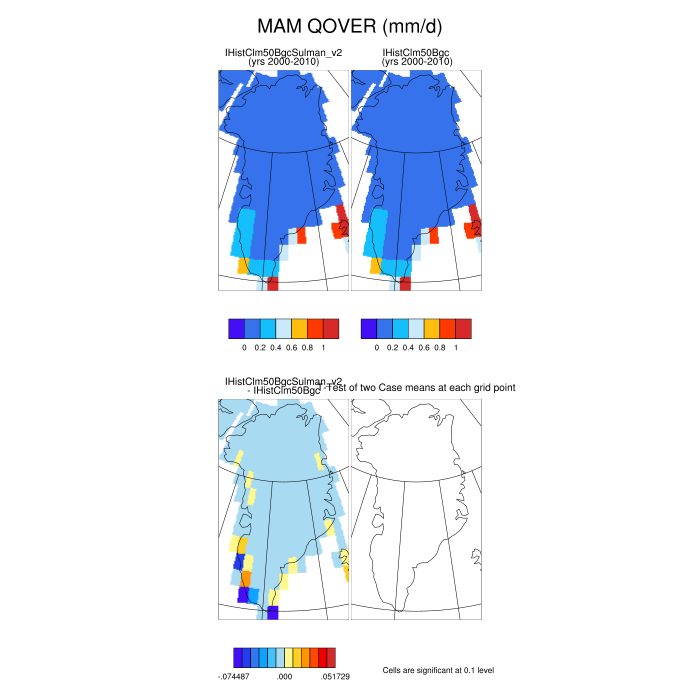 MAM QOVER (mm/d)
IHistClm50BgcSulman_v2
(yrs 2000-2010)
IHistClm50Bgc
(yrs 2000-2010)
0 0.2 0.4 0.6 0.8 1
0 0.2 0.4 0.6 0.8 1
IHistClm50BgcSulman_v2
- IHistClm50Bgc
T-Test of two Case means at each grid point
-.074487 .000 .051729
Cells are significant at 0.1 level